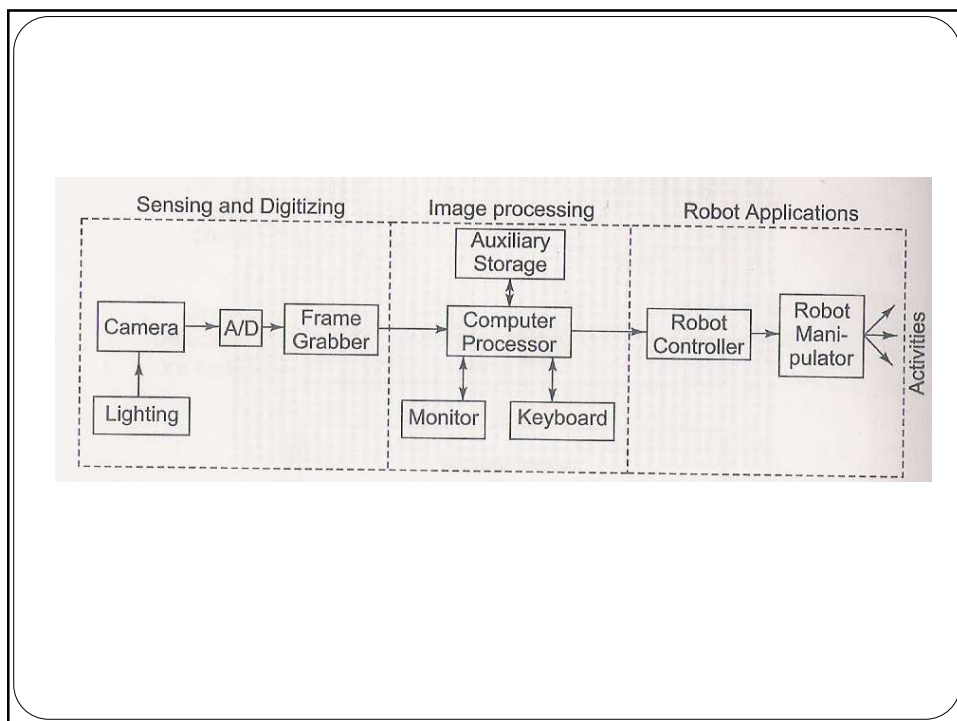 Sensing and Digitizing
Image processing
Robot Applications
Auxiliary
Storage
Camera
A/D
Frame
Grabber
Computer
Processor
Robot
Controller
Robot
Mani-
pulator
Activities
Lighting
Monitor
Keyboard